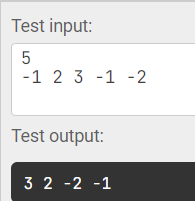 Test input:
5
-1 2 3 -1 -2
Test output:
3 2 -2 -1